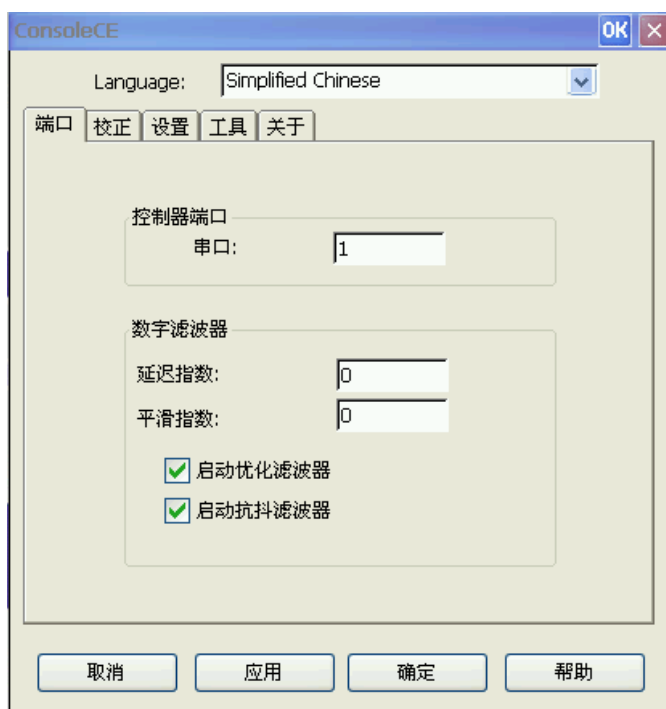 ConsoleCE OK
Language: Simplified Chinese
端口 校正 设置 工具 关于
控制器端口
串口: 1
数字滤波器
延迟指数: 0
平滑指数: 0
启动优化滤波器
启动抗抖滤波器
取消 应用 确定 帮助